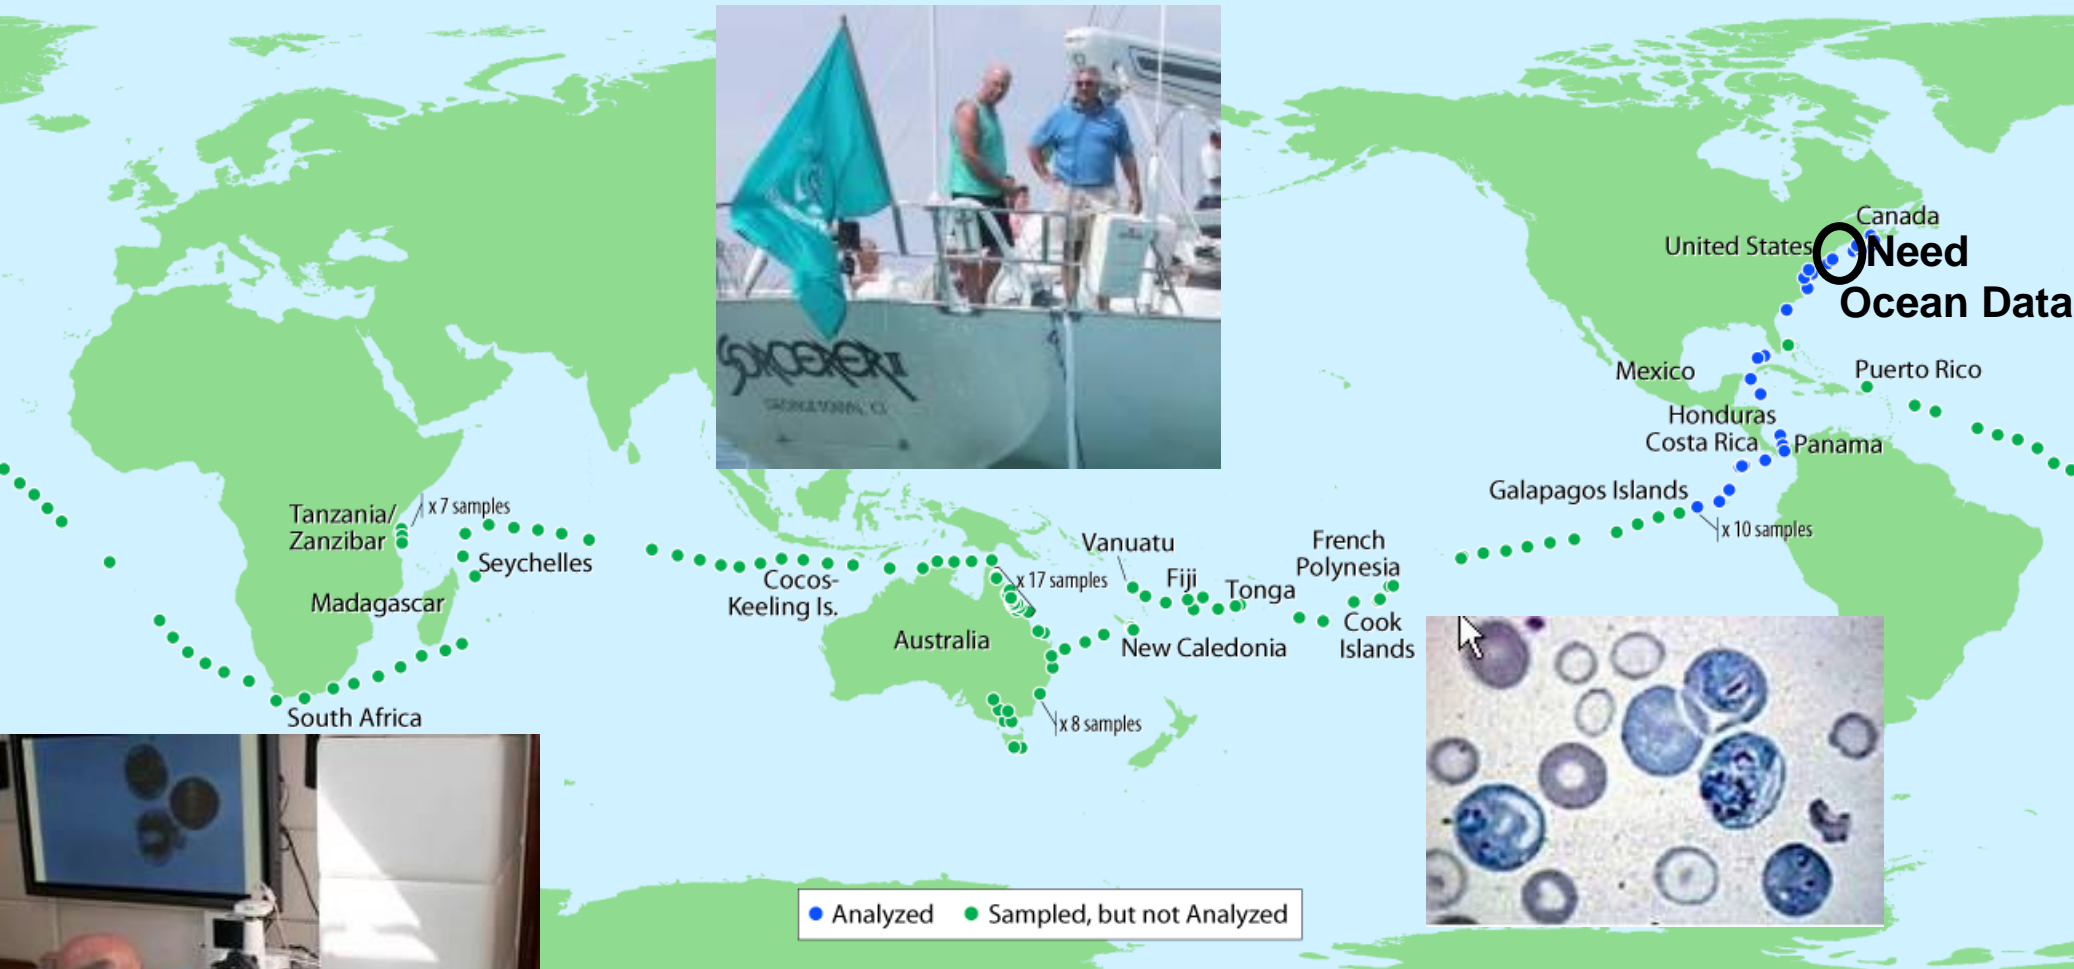 SORCERER II
GEORGETOWN, CI
Canada
United States
Need
Ocean Data
Mexico
Puerto Rico
Honduras
Costa Rica
Panama
Galapagos Islands
x 10 samples
Tanzania/
Zanzibar
x 7 samples
Seychelles
Madagascar
South Africa
Cocos-
Keeling Is.
x 17 samples
Australia
x 8 samples
Vanuatu
Fiji
Tonga
New Caledonia
French
Polynesia
Cook
Islands
Analyzed
Sampled, but not Analyzed